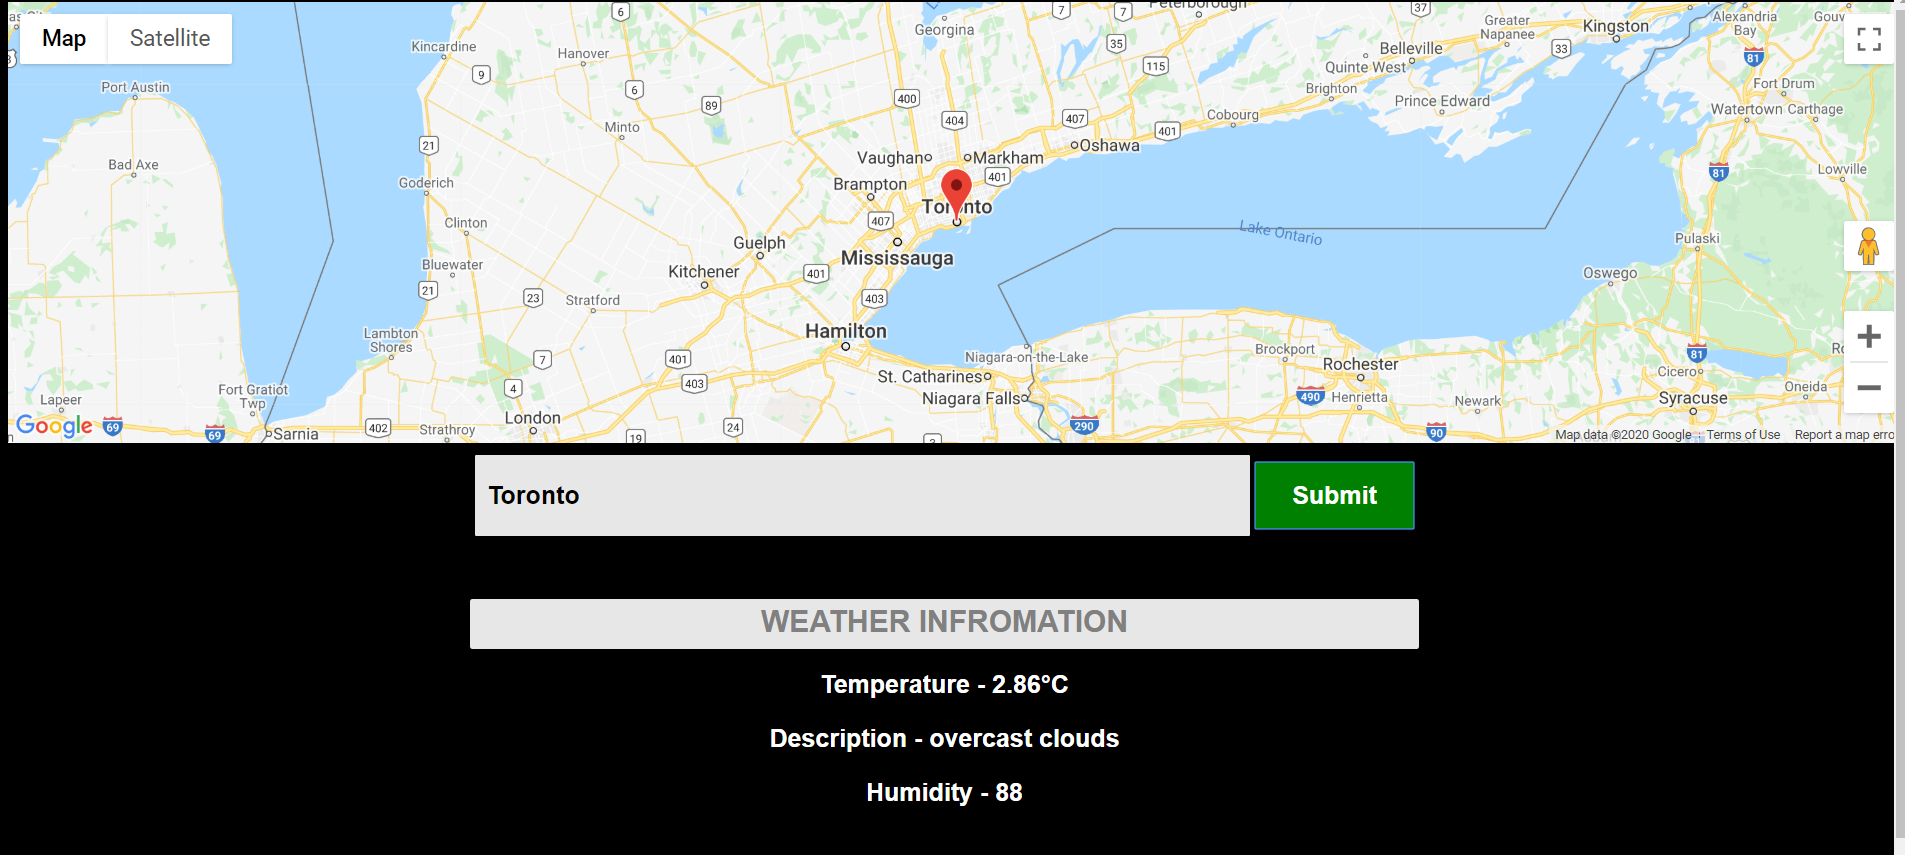 Map Satellite
Port Austin
Bad Axe
Lapeer
Fort Gratiot
Twp
Sarnia
Kincardine
Hanover
Minto
Goderich
Clinton
Bluewater
Lambton
Shores
Stratford
Strathroy
London
Georgina
Vaughan
Markham
Brampton
Toronto
Mississauga
Oshawa
Guelph
Kitchener
Hamilton
St. Catharines
Niagara Falls
Niagara-on-the-Lake
Lake Ontario
Peterborough
Cobourg
Brighton
Quinte West
Belleville
Prince Edward
Greater
Napanee
Kingston
Alexandria
Bay
Gouv
Fort Drum
Watertown Carthage
Lowville
Pulaski
Oswego
Brockport
Rochester
Henrietta
Newark
Cicero
Syracuse
Oneida
6
9
6
89
21
21
23
7
4
402
19
24
401
403
400
404
407
401
407
401
403
401
7
7
35
115
37
33
81
81
81
490
290
90
69
69
Google
Map data ©2020 Google Terms of Use Report a map erro
Toronto Submit
WEATHER INFROMATION
Temperature - 2.86°C
Description - overcast clouds
Humidity - 88